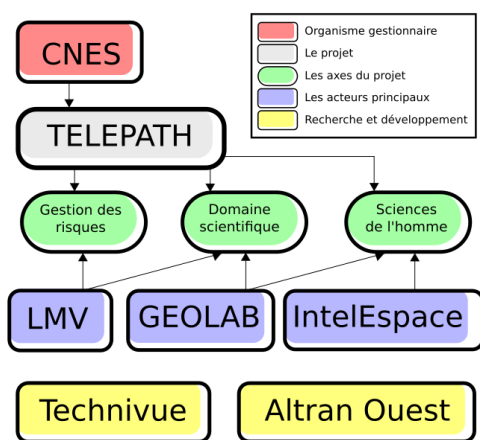 CNES
Organisme gestionnaire
Le projet
Les axes du projet
Les acteurs principaux
Recherche et développement
TELEPATH
Gestion des
risques
Domaine
scientifique
Sciences
de l'homme
LMV
GEOLAB
IntelEspace
Technivue
Altran Ouest